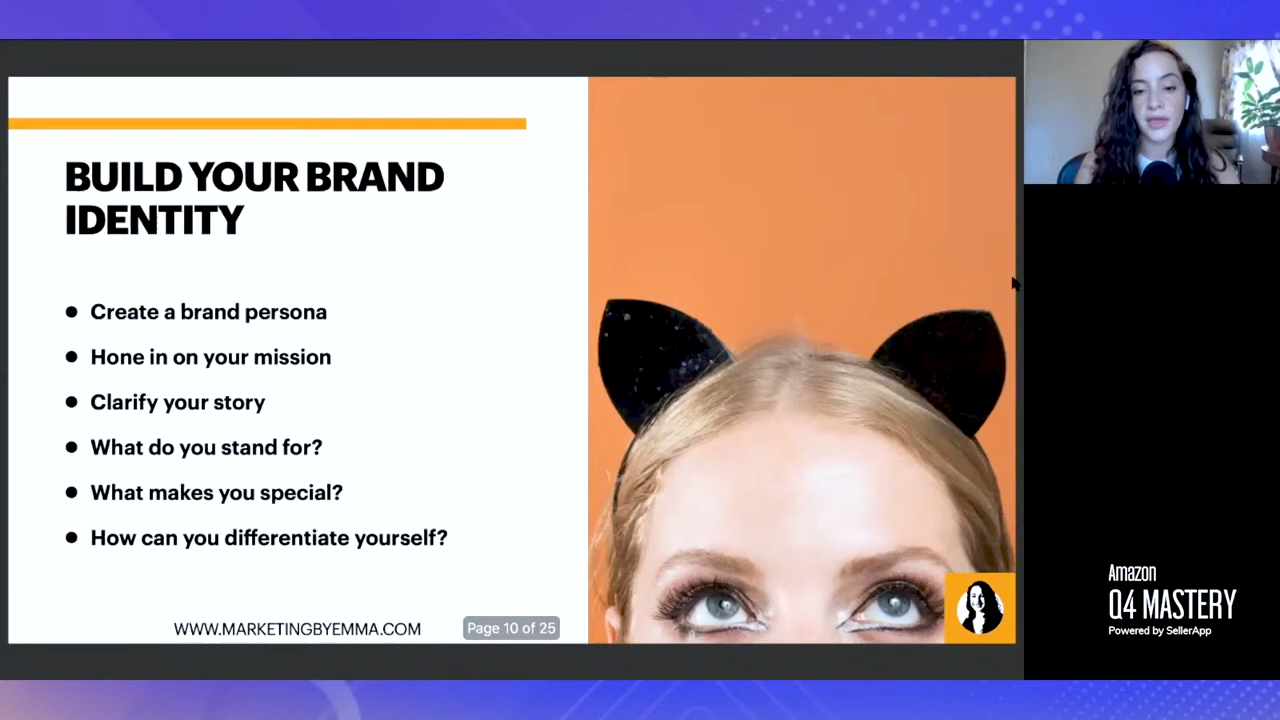 BUILD YOUR BRAND
IDENTITY
● Create a brand persona
● Hone in on your mission
● Clarify your story
● What do you stand for?
● What makes you special?
● How can you differentiate yourself?
WWW.MARKETINGBYEMMA.COM
Page 10 of 25
Amazon
Q4 MASTERY
Powered by SellerApp